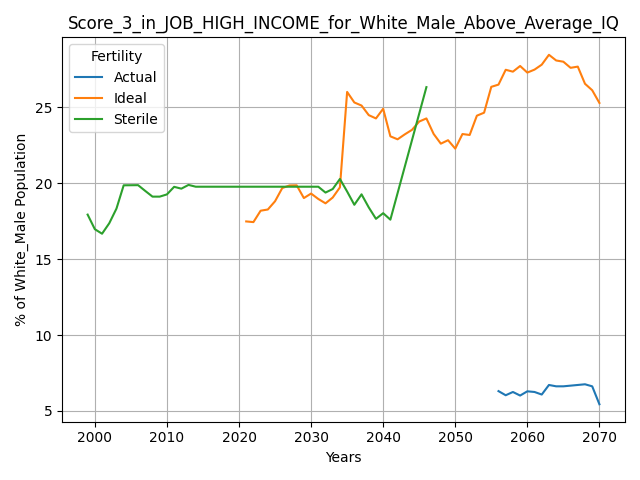 Score_3_in_JOB_HIGH_INCOME_for_White_Male_Above_Average_IQ
Fertility
Actual
Ideal
Sterile
% of White_Male Population
25
20
15
10
5
2000 2010 2020 2030 2040 2050 2060 2070
Years